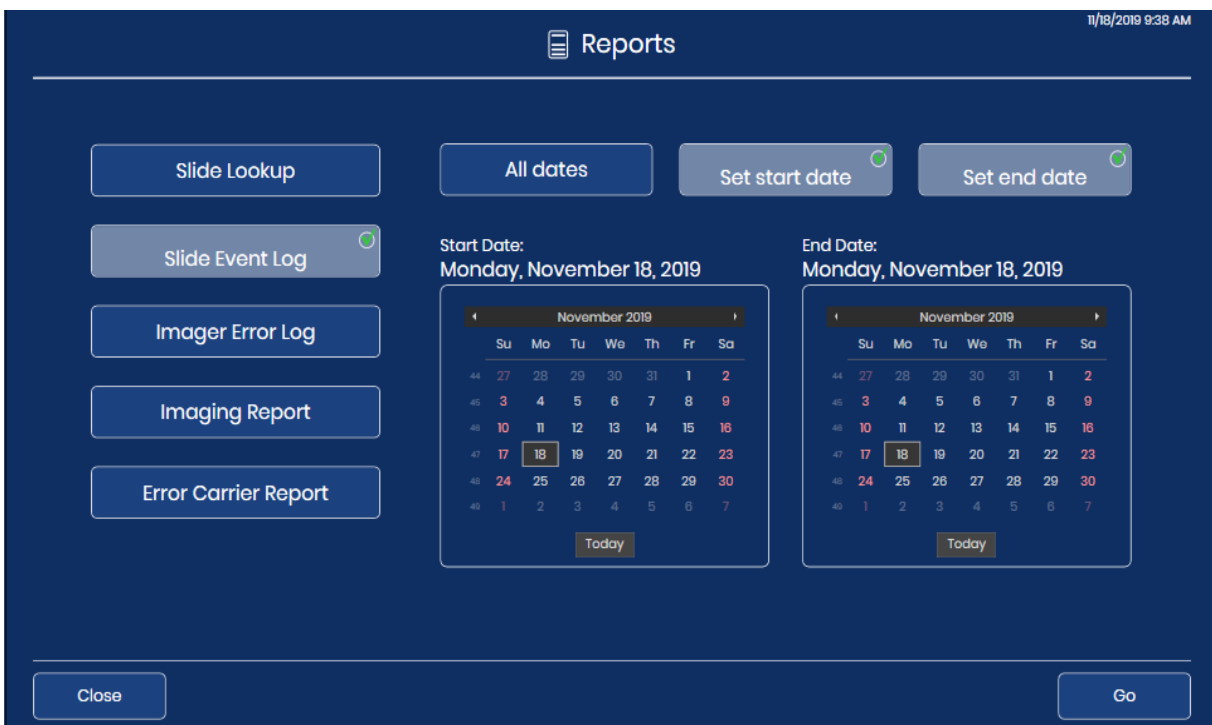 11/18/2019 9:38 AM
Reports
Slide Lookup
All dates
Set start date
Set end date
Slide Event Log
Imager Error Log
Imaging Report
Error Carrier Report
Start Date:
Monday, November 18, 2019
November 2019
Su Mo Tu We Th Fr Sa
44 27 28 29 30 31 1 2
45 3 4 5 6 7 8 9
46 10 11 12 13 14 15 16
47 17 18 19 20 21 22 23
48 24 25 26 27 28 29 30
49 1 2 3 4 5 6 7
Today
End Date:
Monday, November 18, 2019
November 2019
Su Mo Tu We Th Fr Sa
44 27 28 29 30 31 1 2
45 3 4 5 6 7 8 9
46 10 11 12 13 14 15 16
47 17 18 19 20 21 22 23
48 24 25 26 27 28 29 30
49 1 2 3 4 5 6 7
Today
Close
Go